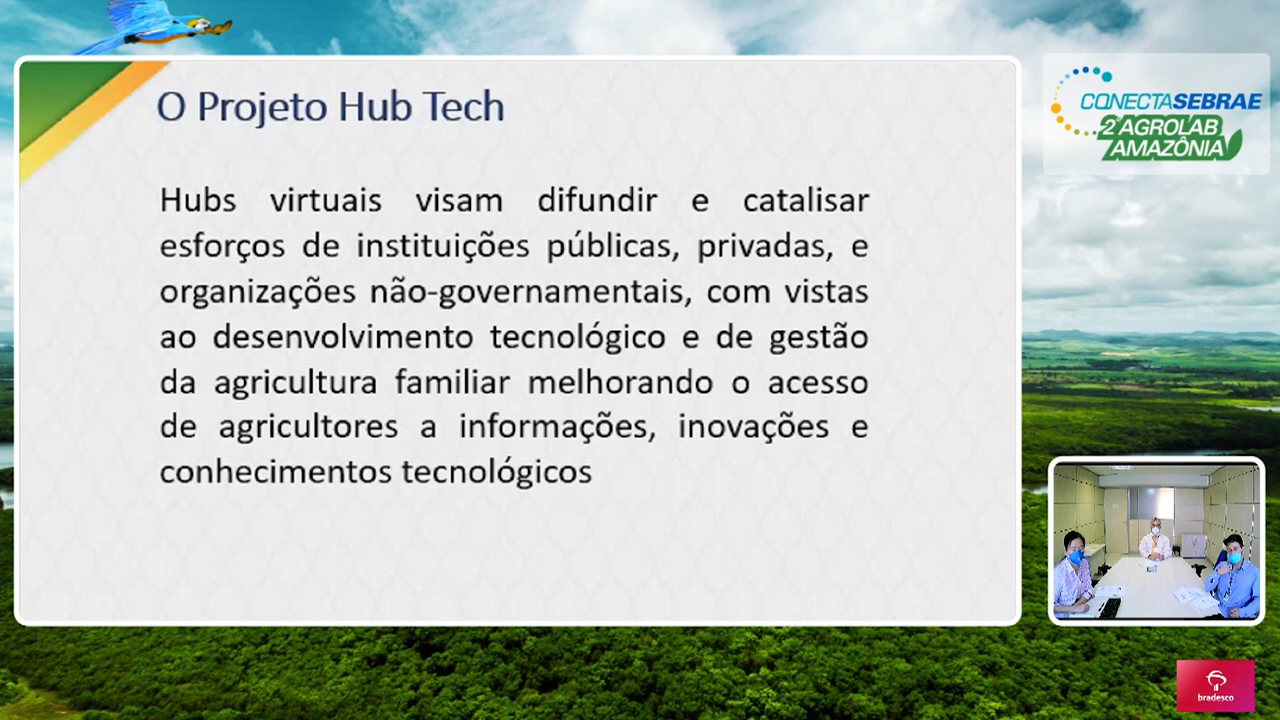 O Projeto Hub Tech
Hubs virtuais visam difundir e catalisar
esforços de instituições públicas, privadas, e
organizações não-governamentais, com vistas
ao desenvolvimento tecnológico e de gestão
da agricultura familiar melhorando o acesso
de agricultores a informações, inovações e
conhecimentos tecnológicos
CONECTASEBRAE
2º AGROLAB
AMAZÔNIA
bradesco